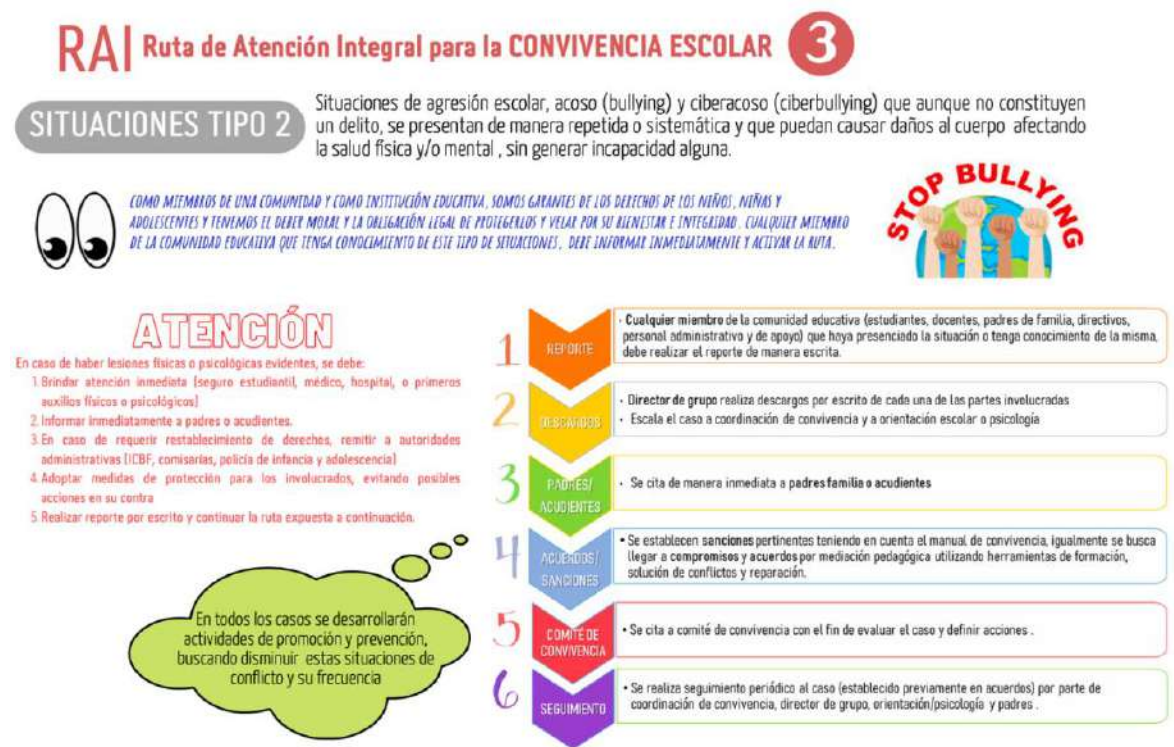 RAI Ruta de Atención Integral para la CONVIVENCIA ESCOLAR 3
SITUACIONES TIPO 2
Situaciones de agresión escolar, acoso (bullying) y ciberacoso (ciberbullying) que aunque no constituyen
un delito, se presentan de manera repetida o sistemática y que puedan causar daños al cuerpo afectando
la salud física y/o mental , sin generar incapacidad alguna.
COMO MIEMBROS DE UNA COMUNIDAD Y COMO INSTITUCIÓN EDUCATIVA, SOMOS GARANTES DE LOS DERECHOS DE LOS NIÑOS, NIÑAS Y
ADOLESCENTES Y TENEMOS EL DEBER MORAL Y LA OBLIGACIÓN LEGAL DE PROTEGERLOS Y VELAR POR SU BIENESTAR E INTEGRIDAD. CUALQUIER MIEMBRO
DE LA COMUNIDAD EDUCATIVA QUE TENGA CONOCIMIENTO DE ESTE TIPO DE SITUACIONES, DEBE INFORMAR INMEDIATAMENTE Y ACTIVAR LA RUTA.
STOP BULLYING
ATENCIÓN
En caso de haber lesiones físicas o psicológicas evidentes, se debe:
1. Brindar atención inmediata (seguro estudiantil, médico, hospital, o primeros
auxilios físicos o psicológicos)
2. Informar inmediatamente a padres o acudientes.
3. En caso de requerir restablecimiento de derechos, remitir a autoridades
administrativas (ICBF, comisarías, policía de infancia y adolescencia)
4. Adoptar medidas de protección para los involucrados, evitando posibles
acciones en su contra
5. Realizar reporte por escrito y continuar la ruta expuesta a continuación.
En todos los casos se desarrollarán
actividades de promoción y prevención,
buscando disminuir estas situaciones de
conflicto y su frecuencia
1 REPORTE
· Cualquier miembro de la comunidad educativa (estudiantes, docentes, padres de familia, directivos,
personal administrativo y de apoyo) que haya presenciado la situación o tenga conocimiento de la misma,
debe realizar el reporte de manera escrita.
2 DESCARGOS
· Director de grupo realiza descargos por escrito de cada una de las partes involucradas
· Escala el caso a coordinación de convivencia y a orientación escolar o psicología
3 PADRES/
ACUDIENTES
· Se cita de manera inmediata a padres familia o acudientes
4 ACUERDOS/
SANCIONES
• Se establecen sanciones pertinentes teniendo en cuenta el manual de convivencia, igualmente se busca
llegar a compromisos y acuerdos por mediación pedagógica utilizando herramientas de formación,
solución de conflictos y reparación.
5 COMITÉ DE
CONVIVENCIA
• Se cita a comité de convivencia con el fin de evaluar el caso y definir acciones .
6 SEGUIMIENTO
• Se realiza seguimiento periódico al caso (establecido previamente en acuerdos) por parte de
coordinación de convivencia, director de grupo, orientación/psicología y padres .